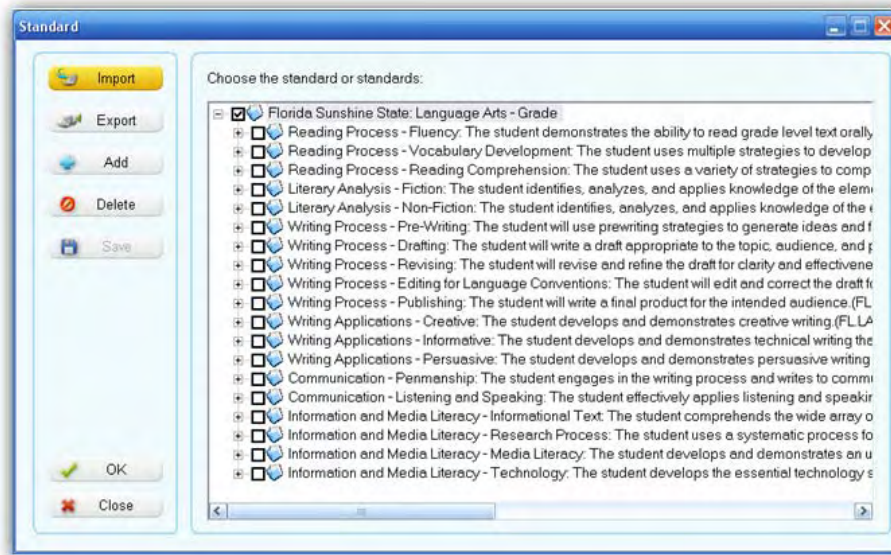 Standard
Import
Export
Add
Delete
Save
OK
Close
Choose the standard or standards:
Florida Sunshine State: Language Arts - Grade
Reading Process - Fluency: The student demonstrates the ability to read grade level text orally
Reading Process - Vocabulary Development: The student uses multiple strategies to develop
Reading Process - Reading Comprehension: The student uses a variety of strategies to comp
Literary Analysis - Fiction: The student identifies, analyzes, and applies knowledge of the elem
Literary Analysis - Non-Fiction: The student identifies, analyzes, and applies knowledge of the e
Writing Process - Pre-Writing: The student will use prewriting strategies to generate ideas and f
Writing Process - Drafting: The student will write a draft appropriate to the topic, audience, and p
Writing Process - Revising: The student will revise and refine the draft for clarity and effectivene
Writing Process - Editing for Language Conventions: The student will edit and correct the draft fo
Writing Process - Publishing: The student will write a final product for the intended audience.(FL
Writing Applications - Creative: The student develops and demonstrates creative writing.(FL.LA
Writing Applications - Informative: The student develops and demonstrates technical writing tha
Writing Applications - Persuasive: The student develops and demonstrates persuasive writing
Communication - Penmanship: The student engages in the writing process and writes to commu
Communication - Listening and Speaking: The student effectively applies listening and speakin
Information and Media Literacy - Informational Text: The student comprehends the wide array o
Information and Media Literacy - Research Process: The student uses a systematic process fo
Information and Media Literacy - Media Literacy: The student develops and demonstrates an u
Information and Media Literacy - Technology: The student develops the essential technology s